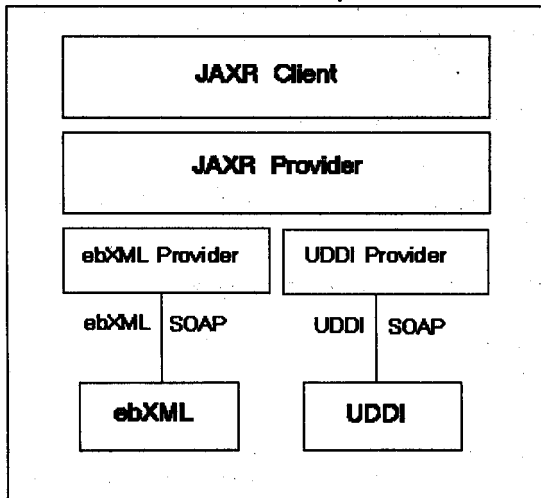 JAXR Client
JAXR Provider
ebXML Provider UDDI Provider
ebXML SOAP UDDI SOAP
ebXML UDDI